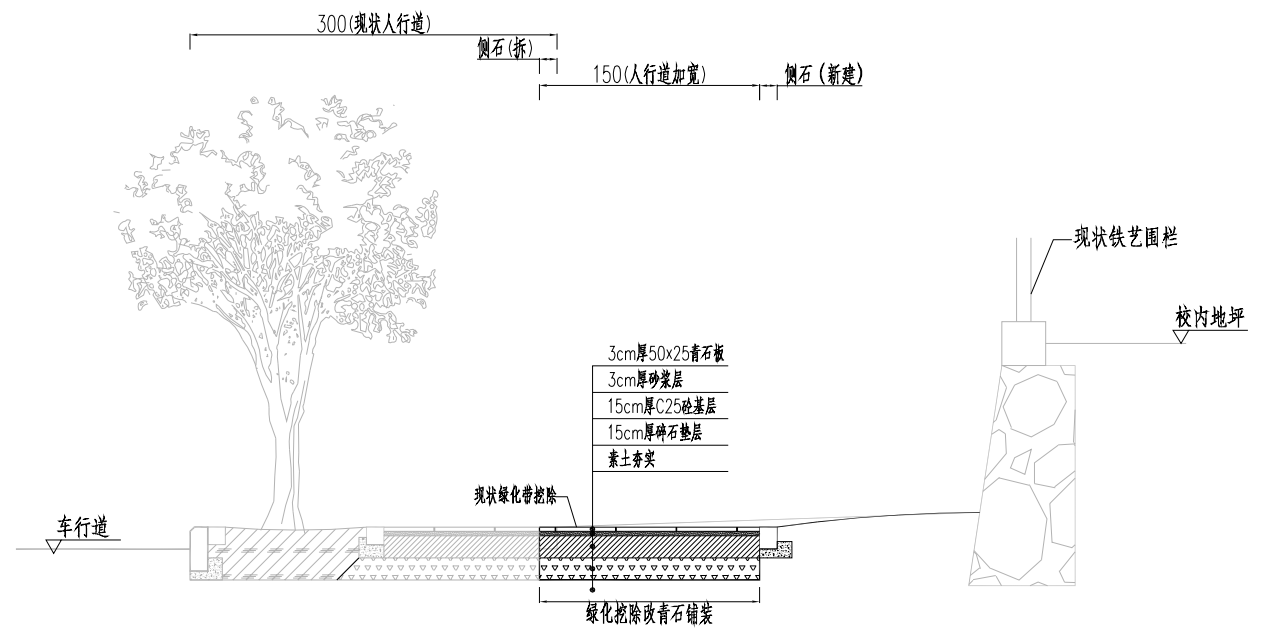 300(现状人行道)
侧石(拆)
150(人行道加宽)
侧石（新建）
现状铁艺围栏
校内地坪
3cm厚50x25青石板
3cm厚砂浆层
15cm厚C25砼基层
15cm厚碎石垫层
素土夯实
现状绿化带挖除
车行道
绿化挖除改青石铺装